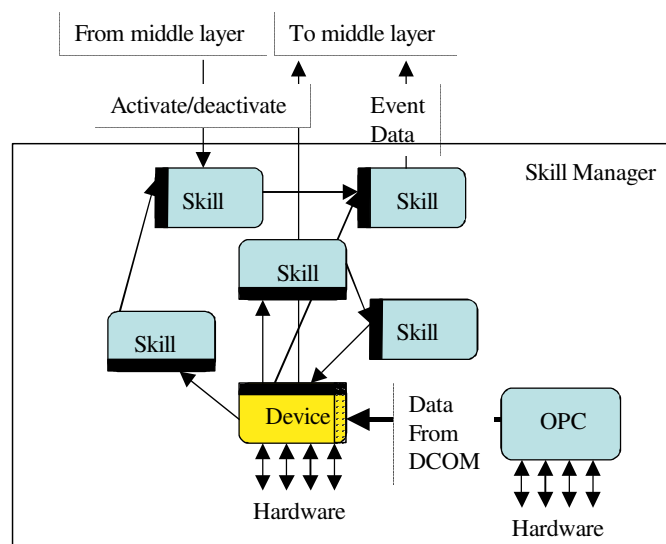 From middle layer
To middle layer
Activate/deactivate
Event
Data
Skill Manager
Skill
Skill
Skill
Skill
Skill
Device
Data
From
DCOM
OPC
Hardware
Hardware